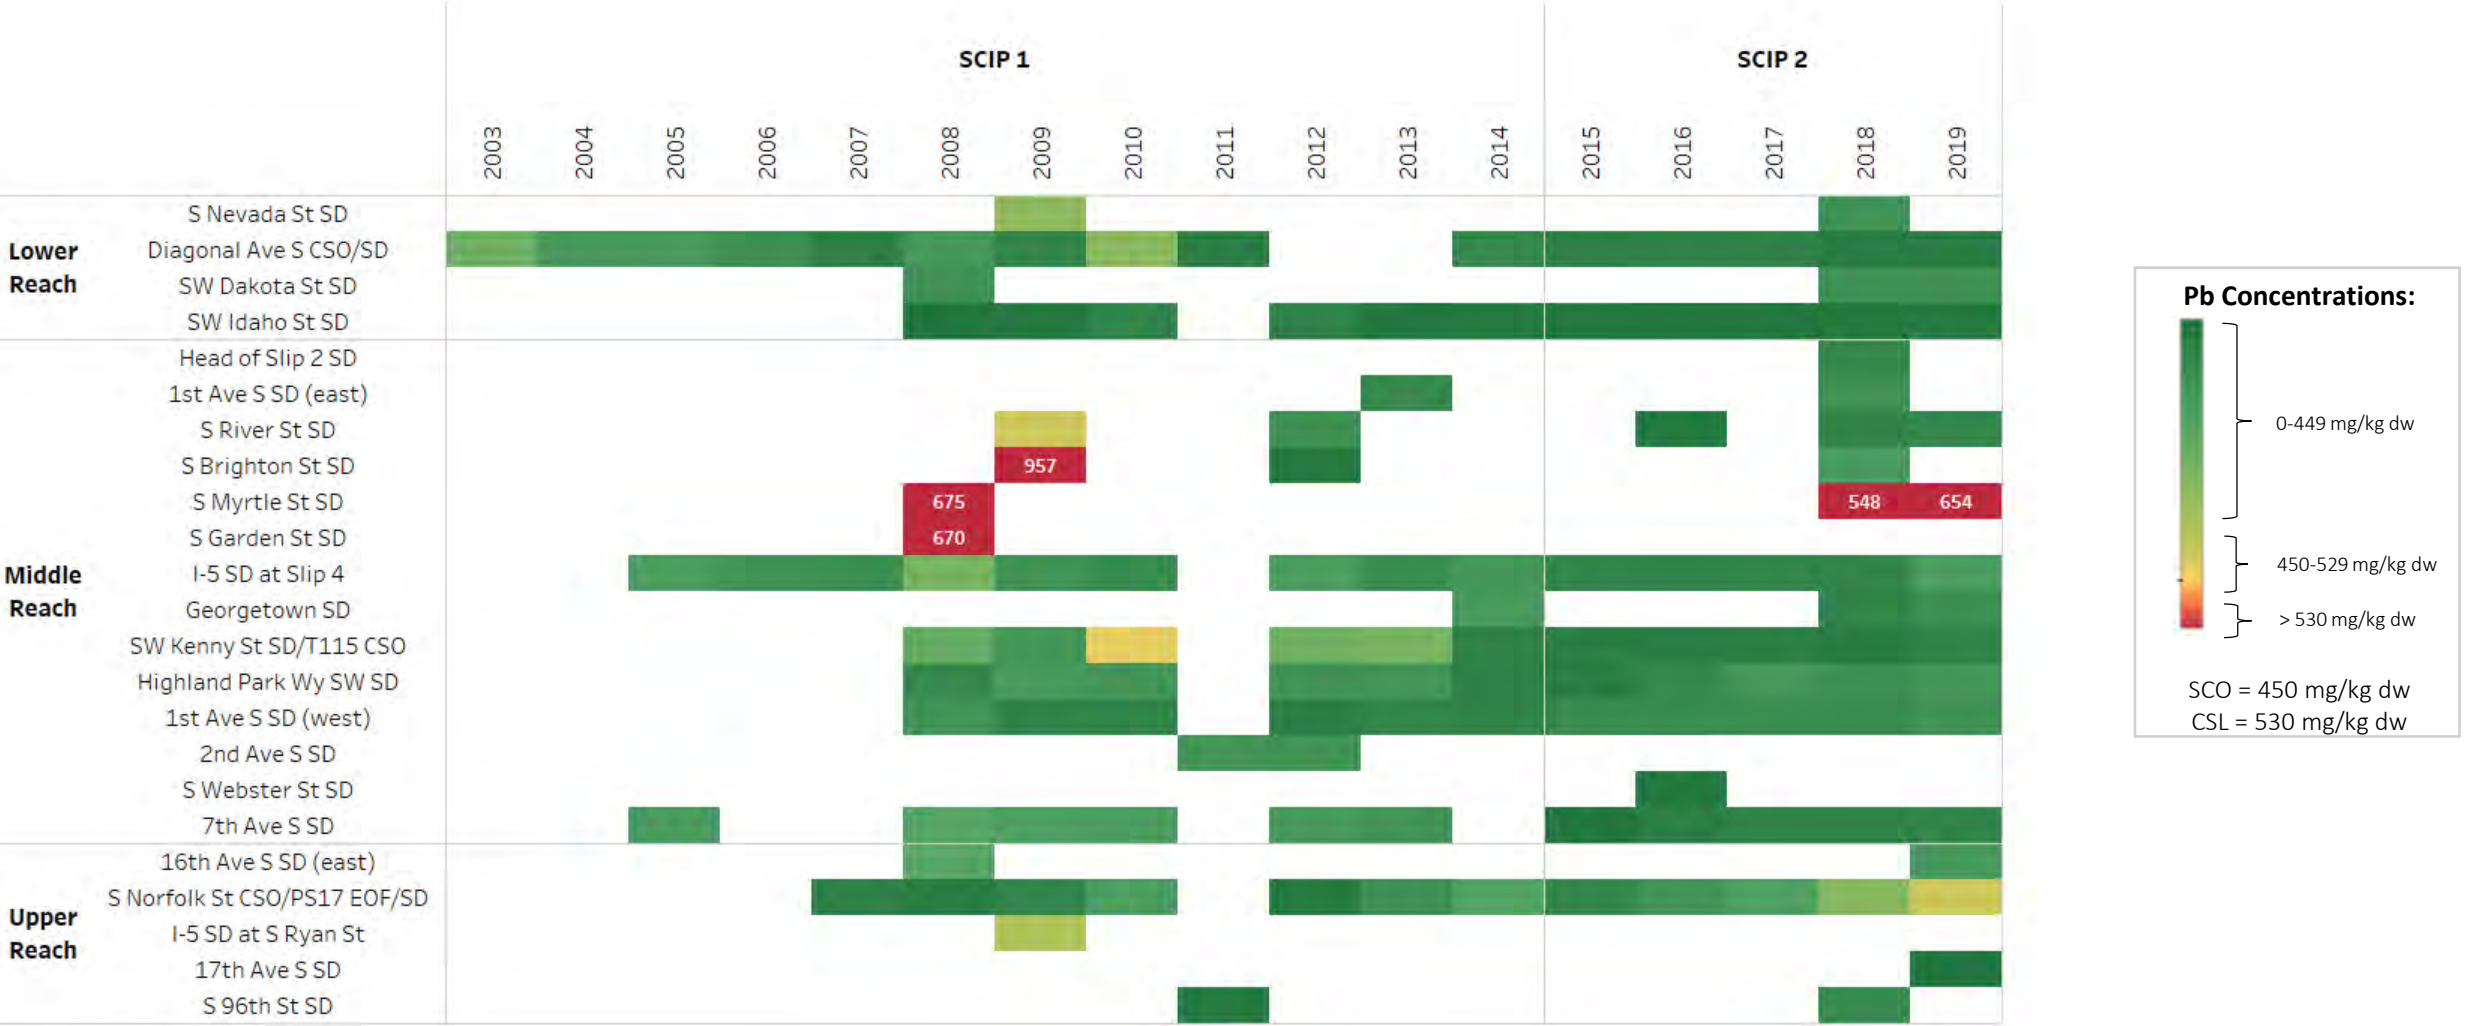 SCIP 1
SCIP 2
2003
2004
2005
2006
2007
2008
2009
2010
2011
2012
2013
2014
2015
2016
2017
2018
2019
Lower
Reach
S Nevada St SD
Diagonal Ave S CSO/SD
SW Dakota St SD
SW Idaho St SD
Middle
Reach
Head of Slip 2 SD
1st Ave S SD (east)
S River St SD
S Brighton St SD
957
S Myrtle St SD
675
548
654
S Garden St SD
670
I-5 SD at Slip 4
Georgetown SD
SW Kenny St SD/T115 CSO
Highland Park Wy SW SD
1st Ave S SD (west)
2nd Ave S SD
S Webster St SD
7th Ave S SD
Upper
Reach
16th Ave S SD (east)
S Norfolk St CSO/PS17 EOF/SD
I-5 SD at S Ryan St
17th Ave S SD
S 96th St SD
Pb Concentrations:
0-449 mg/kg dw
450-529 mg/kg dw
> 530 mg/kg dw
SCO = 450 mg/kg dw
CSL = 530 mg/kg dw